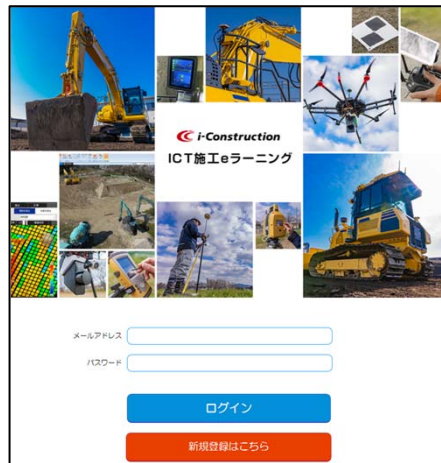 i-Construction
ICT施工eラーニング
メールアドレス
パスワード
ログイン
新規登録はこちら